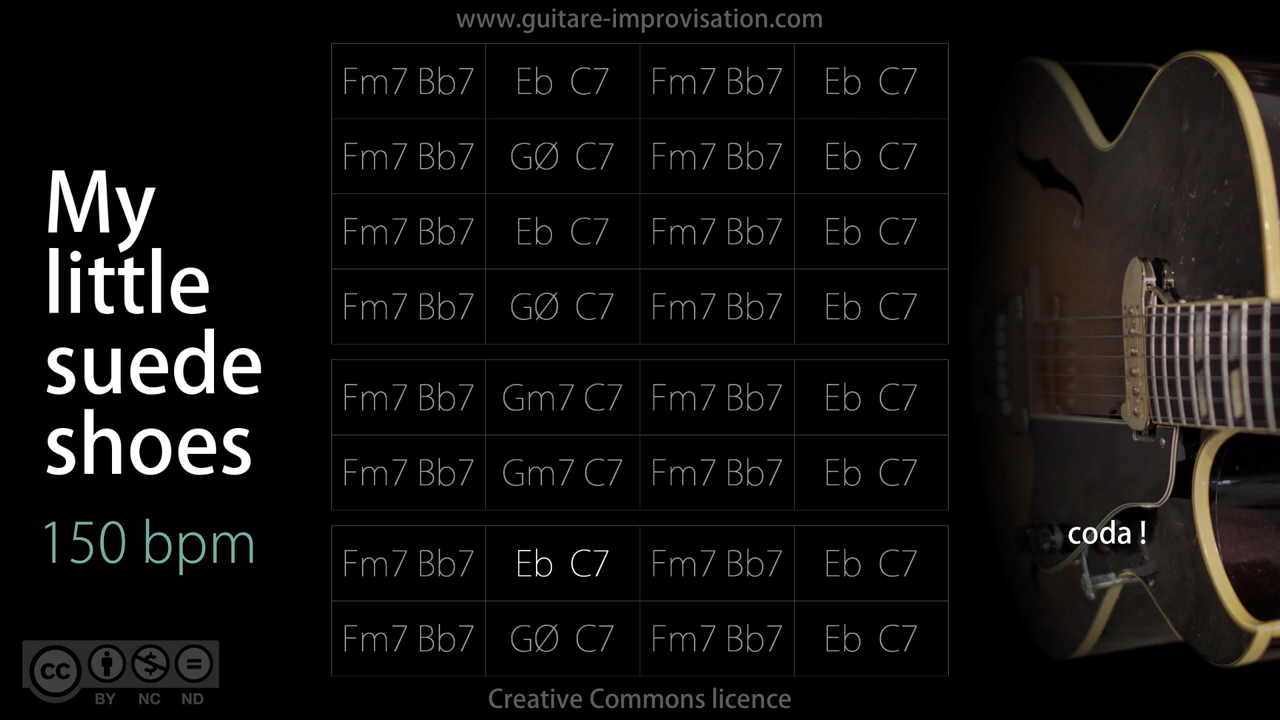 www.guitare-improvisation.com
My
little
suede
shoes
150 bpm
Fm7 Bb7 Eb C7 Fm7 Bb7 Eb C7
Fm7 Bb7 GØ C7 Fm7 Bb7 Eb C7
Fm7 Bb7 Eb C7 Fm7 Bb7 Eb C7
Fm7 Bb7 GØ C7 Fm7 Bb7 Eb C7
Fm7 Bb7 Gm7 C7 Fm7 Bb7 Eb C7
Fm7 Bb7 Gm7 C7 Fm7 Bb7 Eb C7
Fm7 Bb7 Eb C7 Fm7 Bb7 Eb C7
Fm7 Bb7 GØ C7 Fm7 Bb7 Eb C7
coda !
cc
BY NC ND
Creative Commons licence